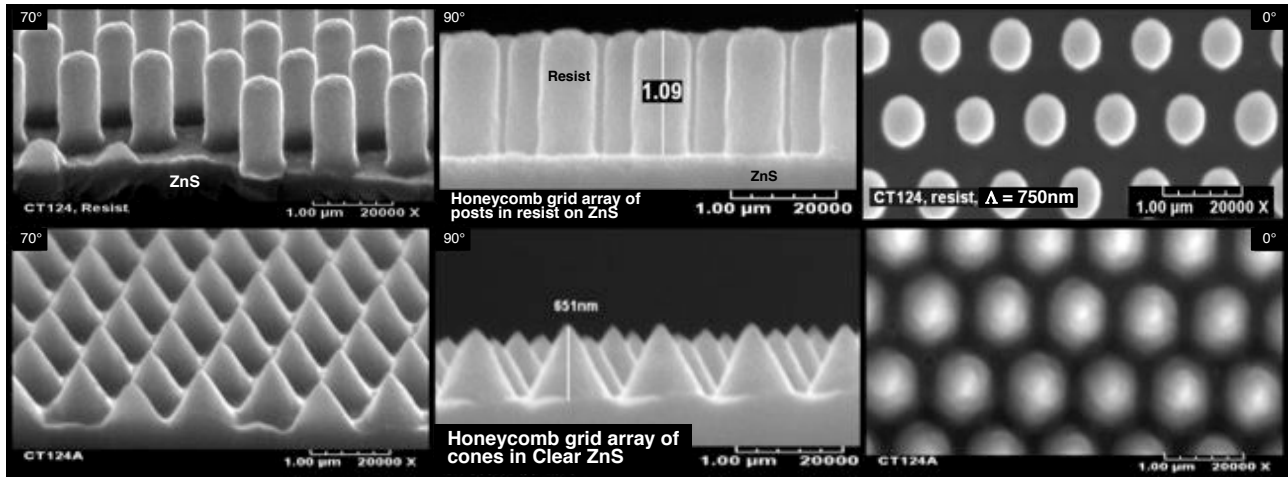 70°
ZnS
CT124, Resist
1.00 µm 20000 X
90°
Resist
1.09
ZnS
Honeycomb grid array of
posts in resist on ZnS
1.00 µm 20000
0°
CT124, resist, Λ = 750nm
1.00 µm 20000 X
70°
CT124A
1.00 µm 20000 X
90°
651nm
Honeycomb grid array of
cones in Clear ZnS
1.00 µm 20000
0°
CT124A
1.00 µm 20000 X